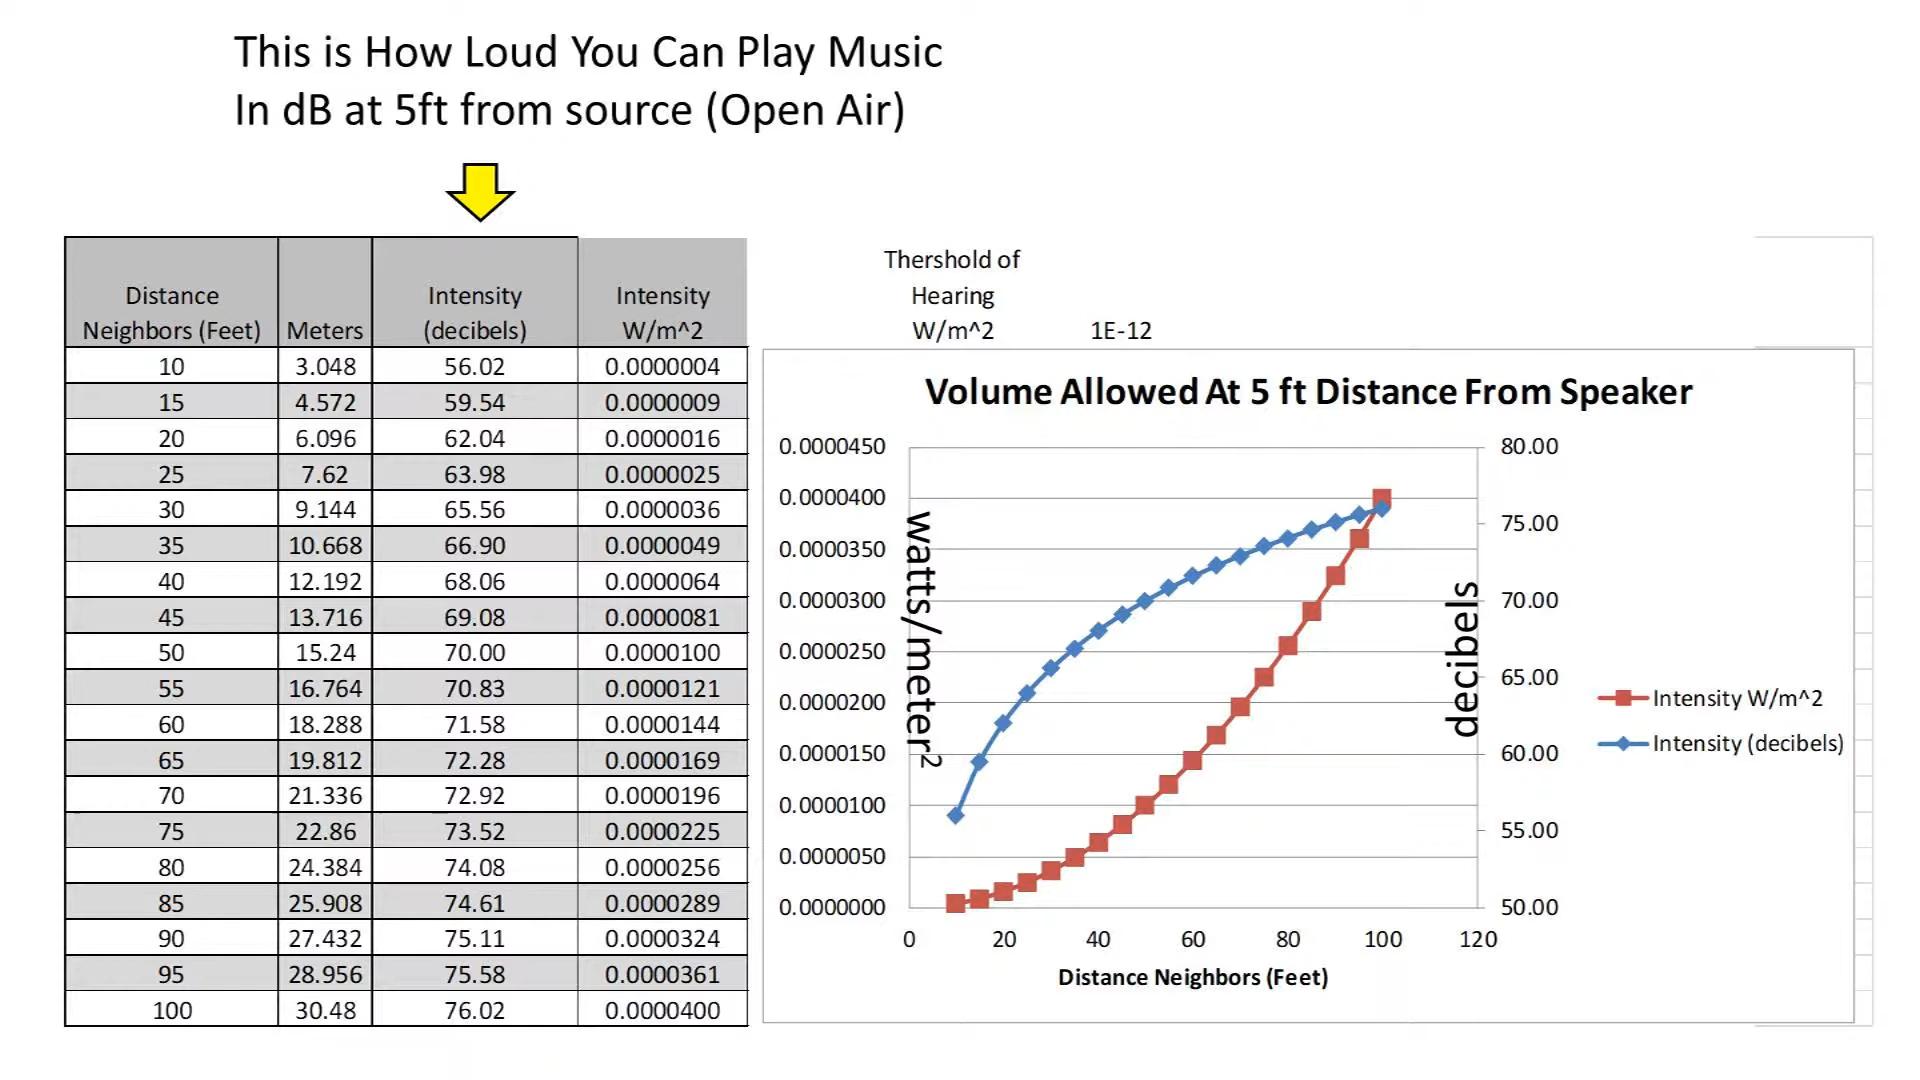 This is How Loud You Can Play Music
In dB at 5ft from source (Open Air)
Distance Neighbors (Feet) Meters Intensity (decibels) Intensity W/m^2
10 3.048 56.02 0.0000004
15 4.572 59.54 0.0000009
20 6.096 62.04 0.0000016
25 7.62 63.98 0.0000025
30 9.144 65.56 0.0000036
35 10.668 66.90 0.0000049
40 12.192 68.06 0.0000064
45 13.716 69.08 0.0000081
50 15.24 70.00 0.0000100
55 16.764 70.83 0.0000121
60 18.288 71.58 0.0000144
65 19.812 72.28 0.0000169
70 21.336 72.92 0.0000196
75 22.86 73.52 0.0000225
80 24.384 74.08 0.0000256
85 25.908 74.61 0.0000289
90 27.432 75.11 0.0000324
95 28.956 75.58 0.0000361
100 30.48 76.02 0.0000400
Thershold of
Hearing
W/m^2 1E-12
Volume Allowed At 5 ft Distance From Speaker
0.0000450
0.0000400
0.0000350
0.0000300
0.0000250
0.0000200
0.0000150
0.0000100
0.0000050
0.0000000
watts/meter²
80.00
75.00
70.00
65.00
60.00
55.00
50.00
decibels
0 20 40 60 80 100 120
Distance Neighbors (Feet)
Intensity W/m^2
Intensity (decibels)